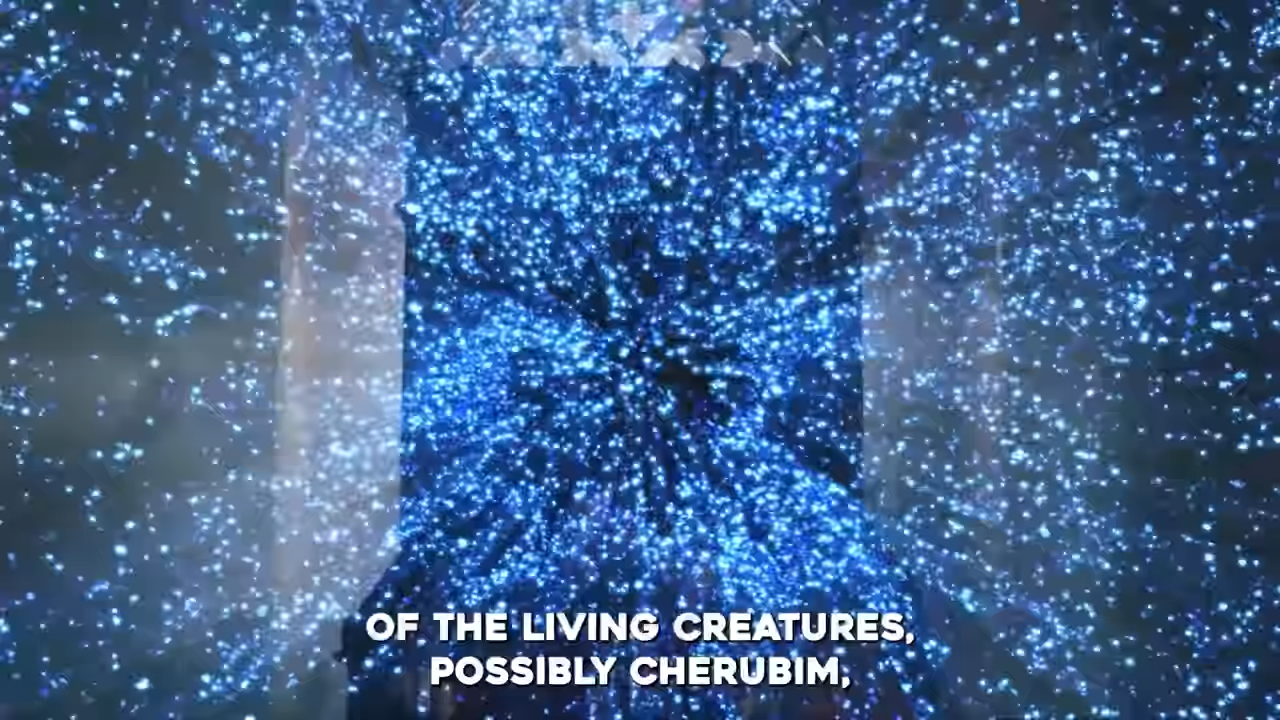 OF THE LIVING CREATURES,
POSSIBLY CHERUBIM,